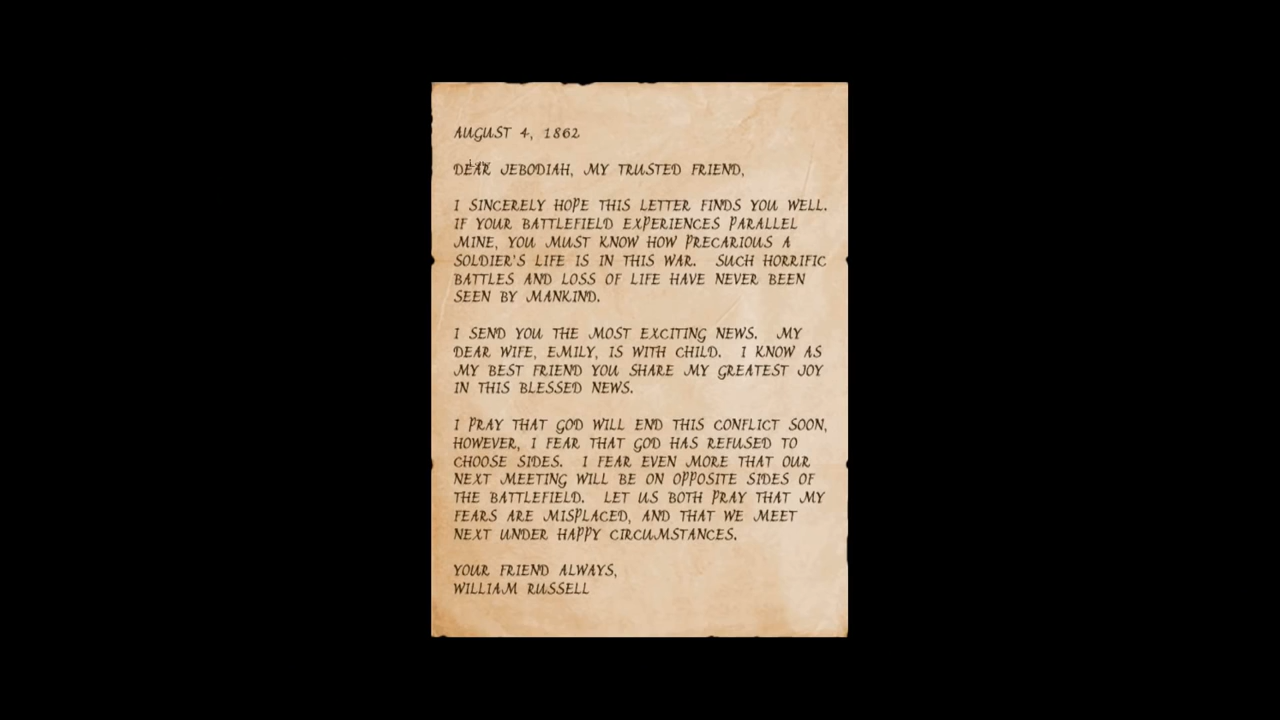 AUGUST 4, 1862
DEAR JEBODIAH, MY TRUSTED FRIEND,
I SINCERELY HOPE THIS LETTER FINDS YOU WELL.
IF YOUR BATTLEFIELD EXPERIENCES PARALLEL
MINE, YOU MUST KNOW HOW PRECARIOUS A
SOLDIER'S LIFE IS IN THIS WAR. SUCH HORRIFIC
BATTLES AND LOSS OF LIFE HAVE NEVER BEEN
SEEN BY MANKIND.
I SEND YOU THE MOST EXCITING NEWS. MY
DEAR WIFE, EMILY, IS WITH CHILD. I KNOW AS
MY BEST FRIEND YOU SHARE MY GREATEST JOY
IN THIS BLESSED NEWS.
I PRAY THAT GOD WILL END THIS CONFLICT SOON,
HOWEVER, I FEAR THAT GOD HAS REFUSED TO
CHOOSE SIDES. I FEAR EVEN MORE THAT OUR
NEXT MEETING WILL BE ON OPPOSITE SIDES OF
THE BATTLEFIELD. LET US BOTH PRAY THAT MY
FEARS ARE MISPLACED, AND THAT WE MEET
NEXT UNDER HAPPY CIRCUMSTANCES.
YOUR FRIEND ALWAYS,
WILLIAM RUSSELL